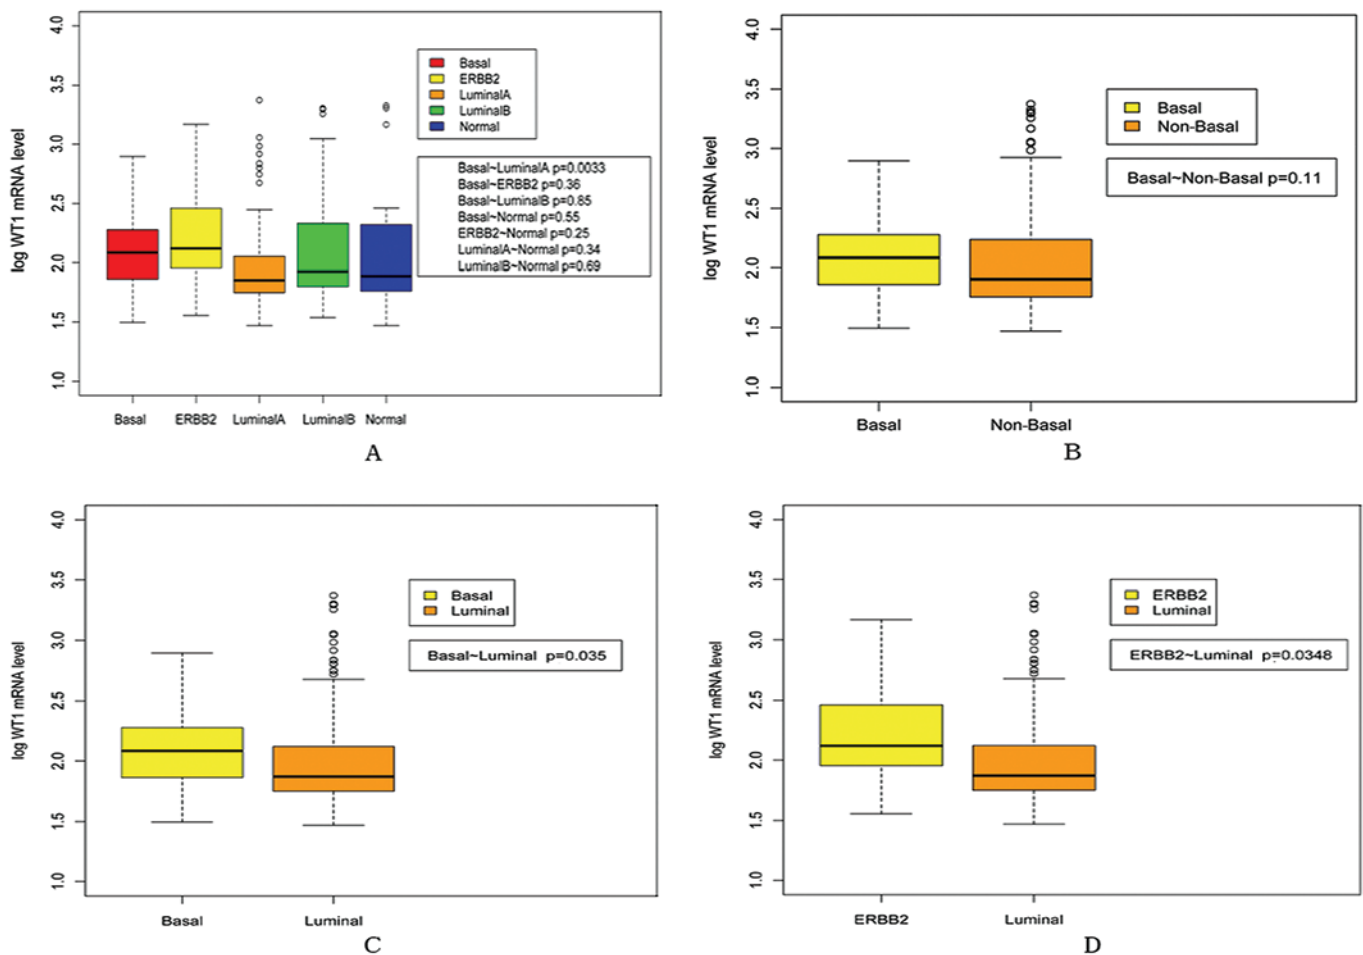 log WT1 mRNA level
4.0
3.5
3.0
2.5
2.0
1.5
1.0
Basal
ERBB2
LuminalA
LuminalB
Normal
Basal~LuminalA p=0.0033
Basal~ERBB2 p=0.36
Basal~LuminalB p=0.85
Basal~Normal p=0.55
ERBB2~Normal p=0.25
LuminalA~Normal p=0.34
LuminalB~Normal p=0.69
Basal ERBB2 LuminalA LuminalB Normal
A
log WT1 mRNA level
4.0
3.5
3.0
2.5
2.0
1.5
1.0
Basal
Non-Basal
Basal~Non-Basal p=0.11
Basal Non-Basal
B
log WT1 mRNA level
4.0
3.5
3.0
2.5
2.0
1.5
1.0
Basal
Luminal
Basal~Luminal p=0.035
Basal Luminal
C
log WT1 mRNA level
4.0
3.5
3.0
2.5
2.0
1.5
1.0
ERBB2
Luminal
ERBB2~Luminal p=0.0348
ERBB2 Luminal
D